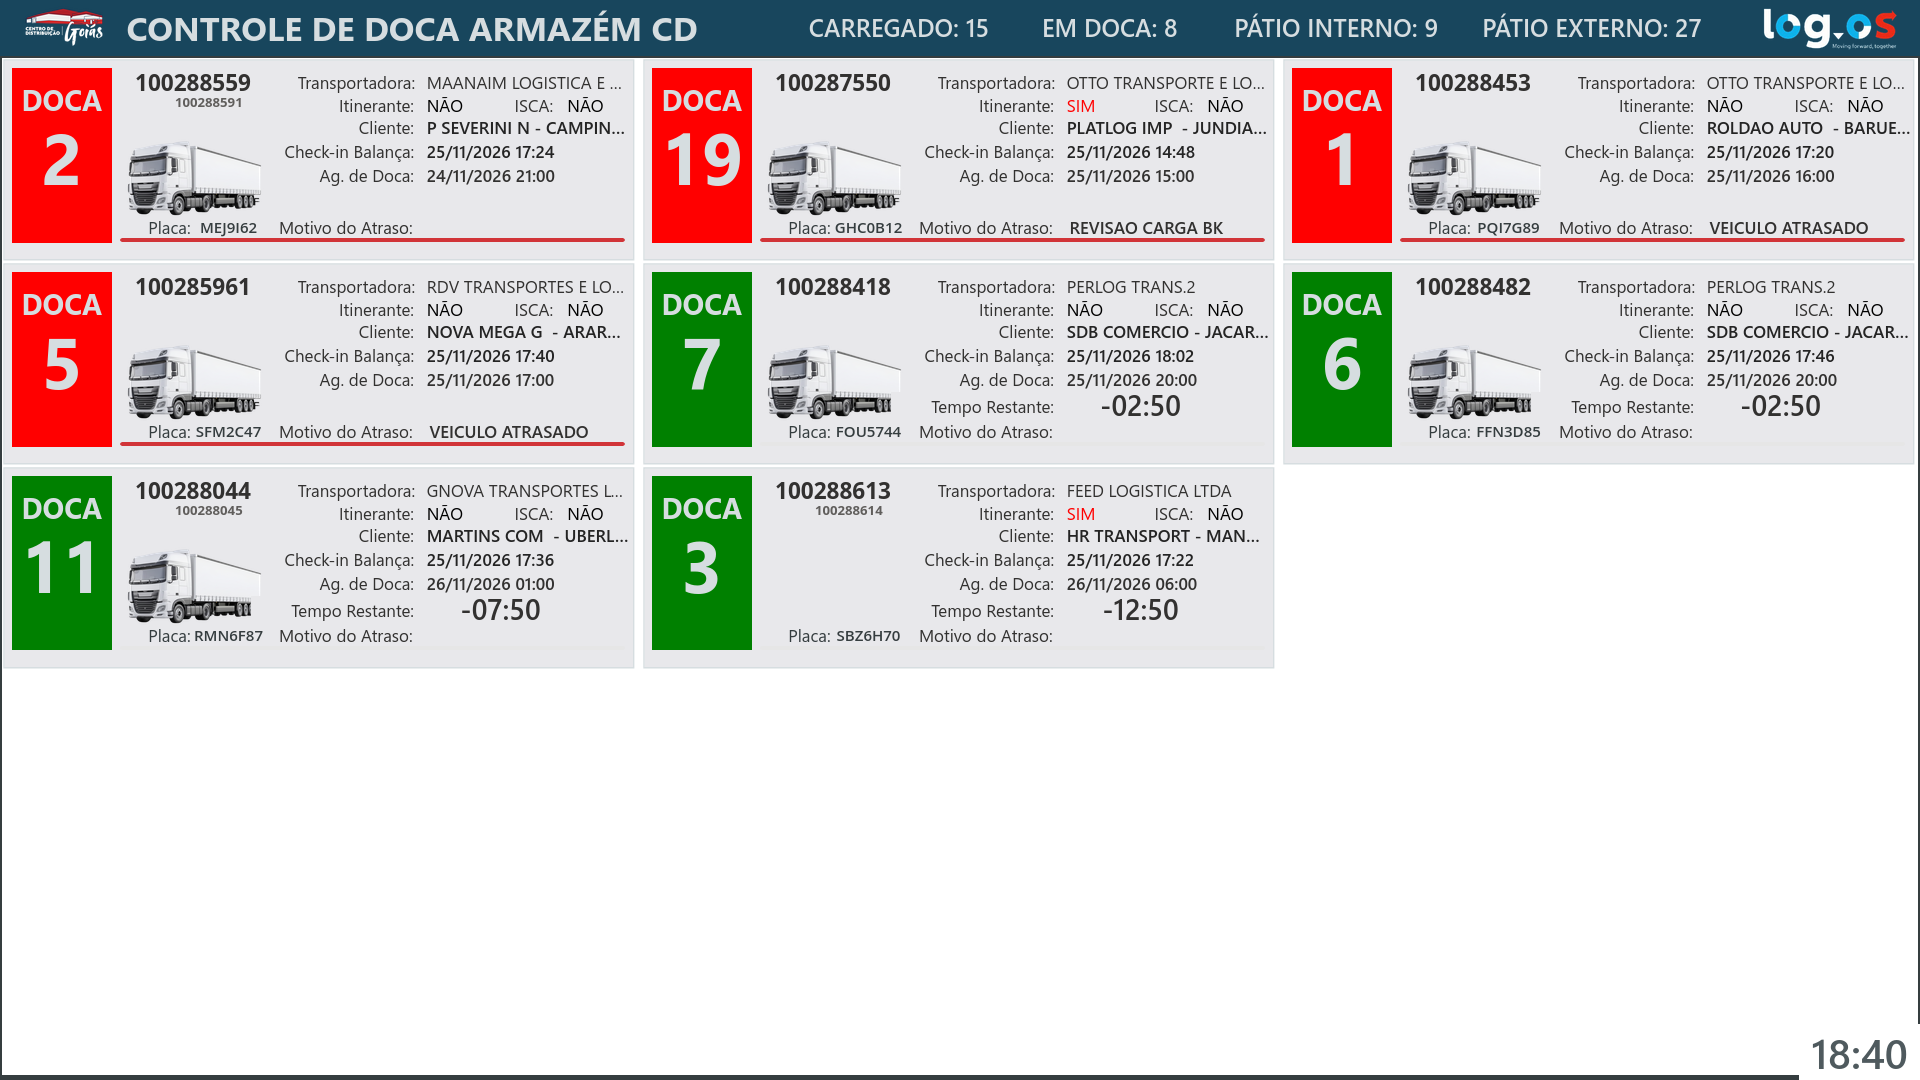 CENTRO DE DISTRIBUIÇÃO Goiás
CONTROLE DE DOCA ARMAZÉM CD
CARREGADO: 15 EM DOCA: 8 PÁTIO INTERNO: 9 PÁTIO EXTERNO: 27
log.os
Moving forward, together
DOCA
2
100288559
100288591
Transportadora: MAANAIM LOGISTICA E ...
Itinerante: NÃO ISCA: NÃO
Cliente: P SEVERINI N - CAMPIN...
Check-in Balança: 25/11/2026 17:24
Ag. de Doca: 24/11/2026 21:00
Placa: MEJ9I62 Motivo do Atraso:
DOCA
19
100287550
Transportadora: OTTO TRANSPORTE E LO...
Itinerante: SIM ISCA: NÃO
Cliente: PLATLOG IMP - JUNDIA...
Check-in Balança: 25/11/2026 14:48
Ag. de Doca: 25/11/2026 15:00
Placa: GHC0B12 Motivo do Atraso: REVISAO CARGA BK
DOCA
1
100288453
Transportadora: OTTO TRANSPORTE E LO...
Itinerante: NÃO ISCA: NÃO
Cliente: ROLDAO AUTO - BARUE...
Check-in Balança: 25/11/2026 17:20
Ag. de Doca: 25/11/2026 16:00
Placa: PQI7G89 Motivo do Atraso: VEICULO ATRASADO
DOCA
5
100285961
Transportadora: RDV TRANSPORTES E LO...
Itinerante: NÃO ISCA: NÃO
Cliente: NOVA MEGA G - ARAR...
Check-in Balança: 25/11/2026 17:40
Ag. de Doca: 25/11/2026 17:00
Placa: SFM2C47 Motivo do Atraso: VEICULO ATRASADO
DOCA
7
100288418
Transportadora: PERLOG TRANS.2
Itinerante: NÃO ISCA: NÃO
Cliente: SDB COMERCIO - JACAR...
Check-in Balança: 25/11/2026 18:02
Ag. de Doca: 25/11/2026 20:00
Tempo Restante: -02:50
Placa: FOU5744 Motivo do Atraso:
DOCA
6
100288482
Transportadora: PERLOG TRANS.2
Itinerante: NÃO ISCA: NÃO
Cliente: SDB COMERCIO - JACAR...
Check-in Balança: 25/11/2026 17:46
Ag. de Doca: 25/11/2026 20:00
Tempo Restante: -02:50
Placa: FFN3D85 Motivo do Atraso:
DOCA
11
100288044
100288045
Transportadora: GNOVA TRANSPORTES L...
Itinerante: NÃO ISCA: NÃO
Cliente: MARTINS COM - UBERL...
Check-in Balança: 25/11/2026 17:36
Ag. de Doca: 26/11/2026 01:00
Tempo Restante: -07:50
Placa: RMN6F87 Motivo do Atraso:
DOCA
3
100288613
100288614
Transportadora: FEED LOGISTICA LTDA
Itinerante: SIM ISCA: NÃO
Cliente: HR TRANSPORT - MAN...
Check-in Balança: 25/11/2026 17:22
Ag. de Doca: 26/11/2026 06:00
Tempo Restante: -12:50
Placa: SBZ6H70 Motivo do Atraso:
18:40